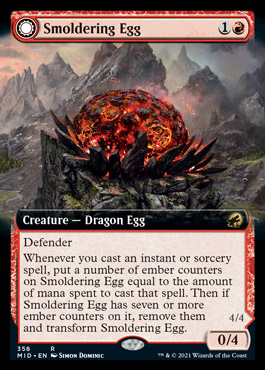 Smoldering Egg 1
Creature — Dragon Egg
Defender
Whenever you cast an instant or sorcery
spell, put a number of ember counters
on Smoldering Egg equal to the amount
of mana spent to cast that spell. Then if
Smoldering Egg has seven or more
ember counters on it, remove them
and transform Smoldering Egg.
4/4
0/4
358 R
MID • EN SIMON DOMINIC ™ & © 2021 Wizards of the Coast